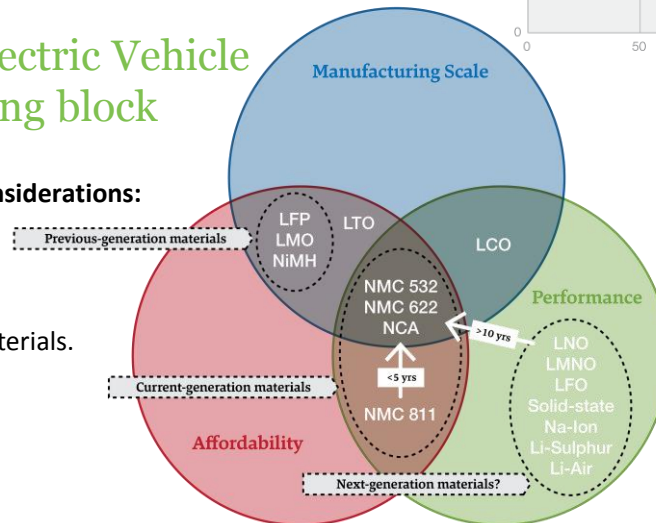 0
0
50
ectric Vehicle
ng block
nsiderations:
terials.
Manufacturing Scale
LFP
LMO
NiMH
LTO
LCO
Previous-generation materials
NMC 532
NMC 622
NCA
Performance
>10 yrs
<5 yrs
LNO
LMNO
LFO
Solid-state
Na-Ion
Li-Sulphur
Li-Air
Current-generation materials
NMC 811
Affordability
Next-generation materials?